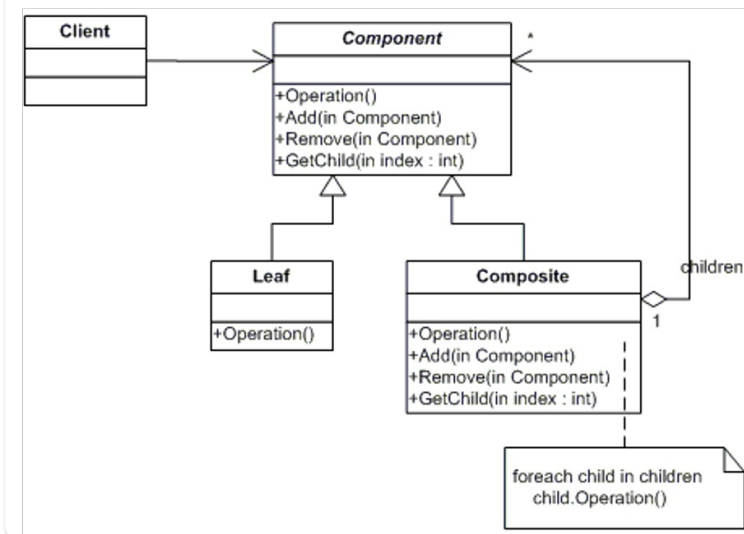 Client
Component
*
+Operation()
+Add(in Component)
+Remove(in Component)
+GetChild(in index : int)
Leaf
+Operation()
Composite
children
1
+Operation()
+Add(in Component)
+Remove(in Component)
+GetChild(in index : int)
foreach child in children
child.Operation()